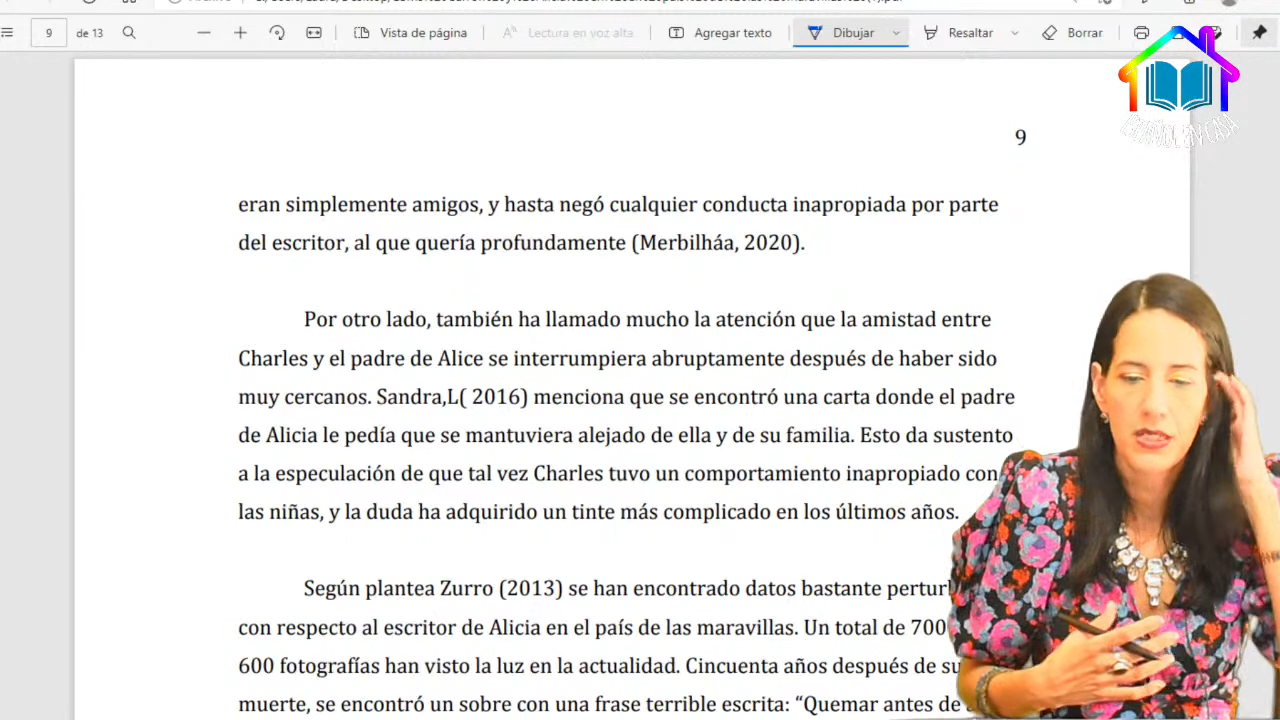 9
de 13
Vista de página
Lectura en voz alta
Agregar texto
Dibujar
Resaltar
Borrar
9
eran simplemente amigos, y hasta negó cualquier conducta inapropiada por parte
del escritor, al que quería profundamente (Merbilháa, 2020).
Por otro lado, también ha llamado mucho la atención que la amistad entre
Charles y el padre de Alice se interrumpiera abruptamente después de haber sido
muy cercanos. Sandra,L( 2016) menciona que se encontró una carta donde el padre
de Alicia le pedía que se mantuviera alejado de ella y de su familia. Esto da sustento
a la especulación de que tal vez Charles tuvo un comportamiento inapropiado con
las niñas, y la duda ha adquirido un tinte más complicado en los últimos años.
Según plantea Zurro (2013) se han encontrado datos bastante
con respecto al escritor de Alicia en el país de las maravillas. Un total de 700
600 fotografías han visto la luz en la actualidad. Cincuenta años después de su
muerte, se encontró un sobre con una frase terrible escrita: “Quemar antes de